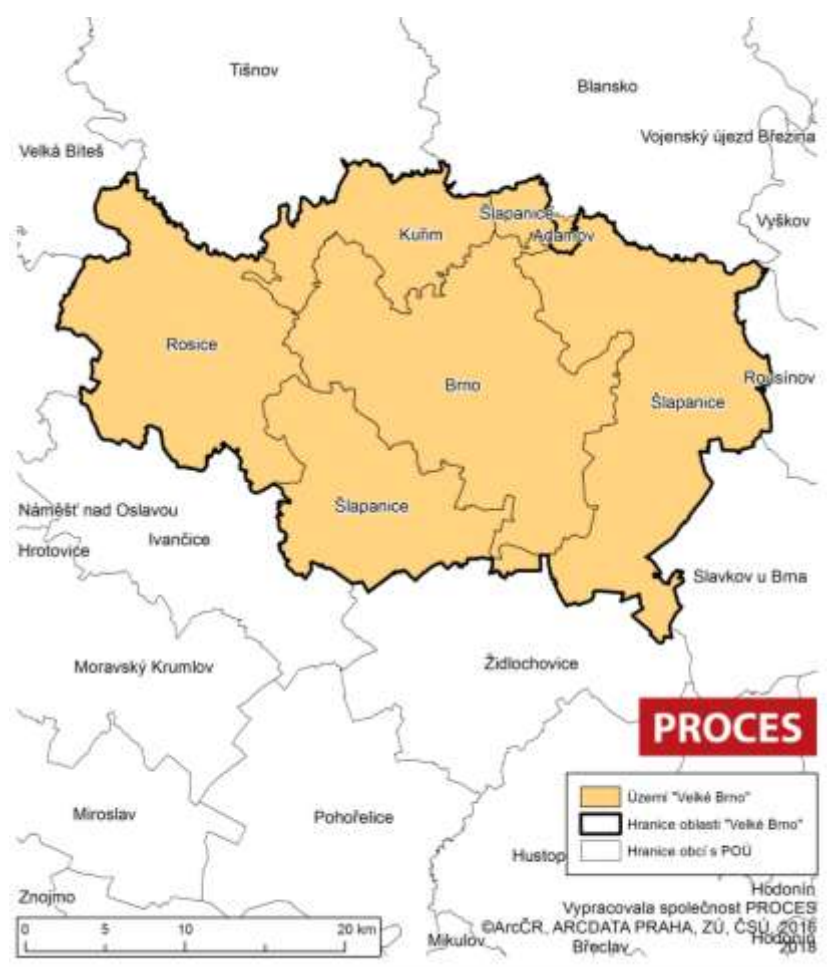 Tišnov
Blansko
Velká Bíteš
Vojenský újezd Březina
Šlapanice
Vyškov
Kuřim
Adamov
Rosice
Rousínov
Brno
Šlapanice
Šlapanice
Náměšť nad Oslavou
Ivančice
Hrotovice
Slavkov u Brna
Moravský Krumlov
Židlochovice
PROCES
Území "Velké Brno"
Miroslav
Pohořelice
Hranice oblasti "Velké Brno"
Hustop
Hranice obcí s POÚ
Znojmo
Hodonín
Vypracovala společnost PROCES
0 5 10 20 km
©ArcČR, ARCDATA PRAHA, ZÚ, ČSÚ, 2016
Mikulov
Břeclav
Hodonín
2018